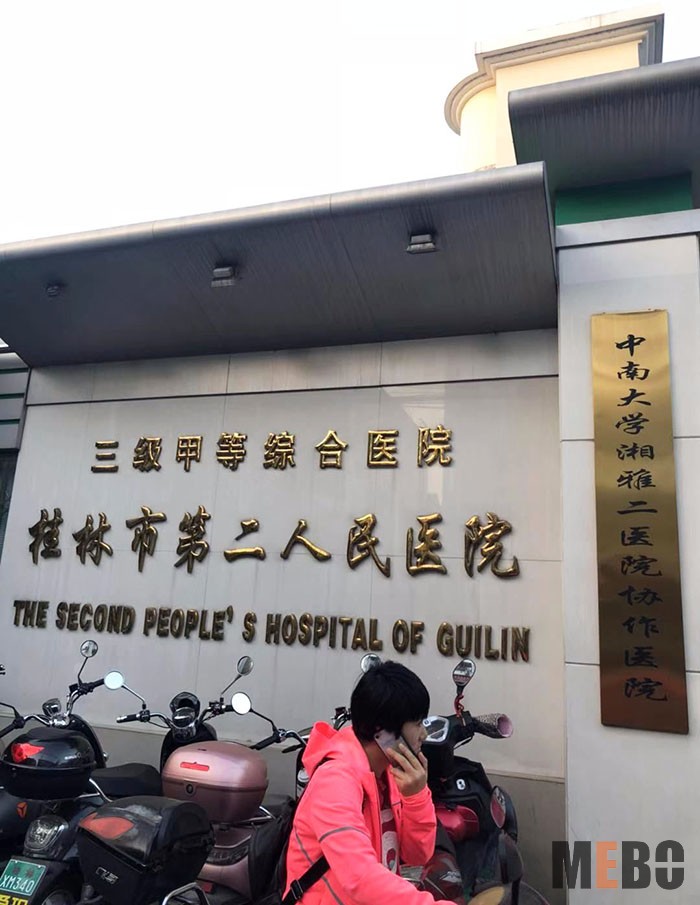 三级甲等综合医院
桂林市第二人民医院
THE SECOND PEOPLE'S HOSPITAL OF GUILIN
中南大学湘雅二医院协作医院
XM340
MEBO